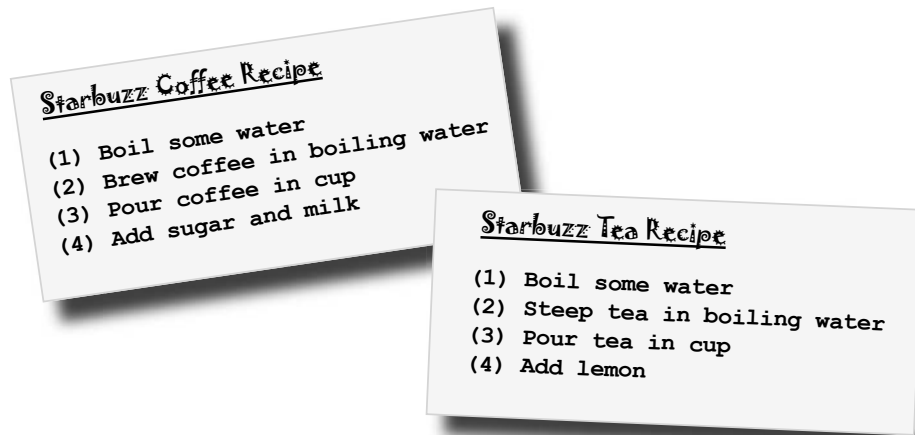 Starbuzz Coffee Recipe
(1) Boil some water
(2) Brew coffee in boiling water
(3) Pour coffee in cup
(4) Add sugar and milk
Starbuzz Tea Recipe
(1) Boil some water
(2) Steep tea in boiling water
(3) Pour tea in cup
(4) Add lemon